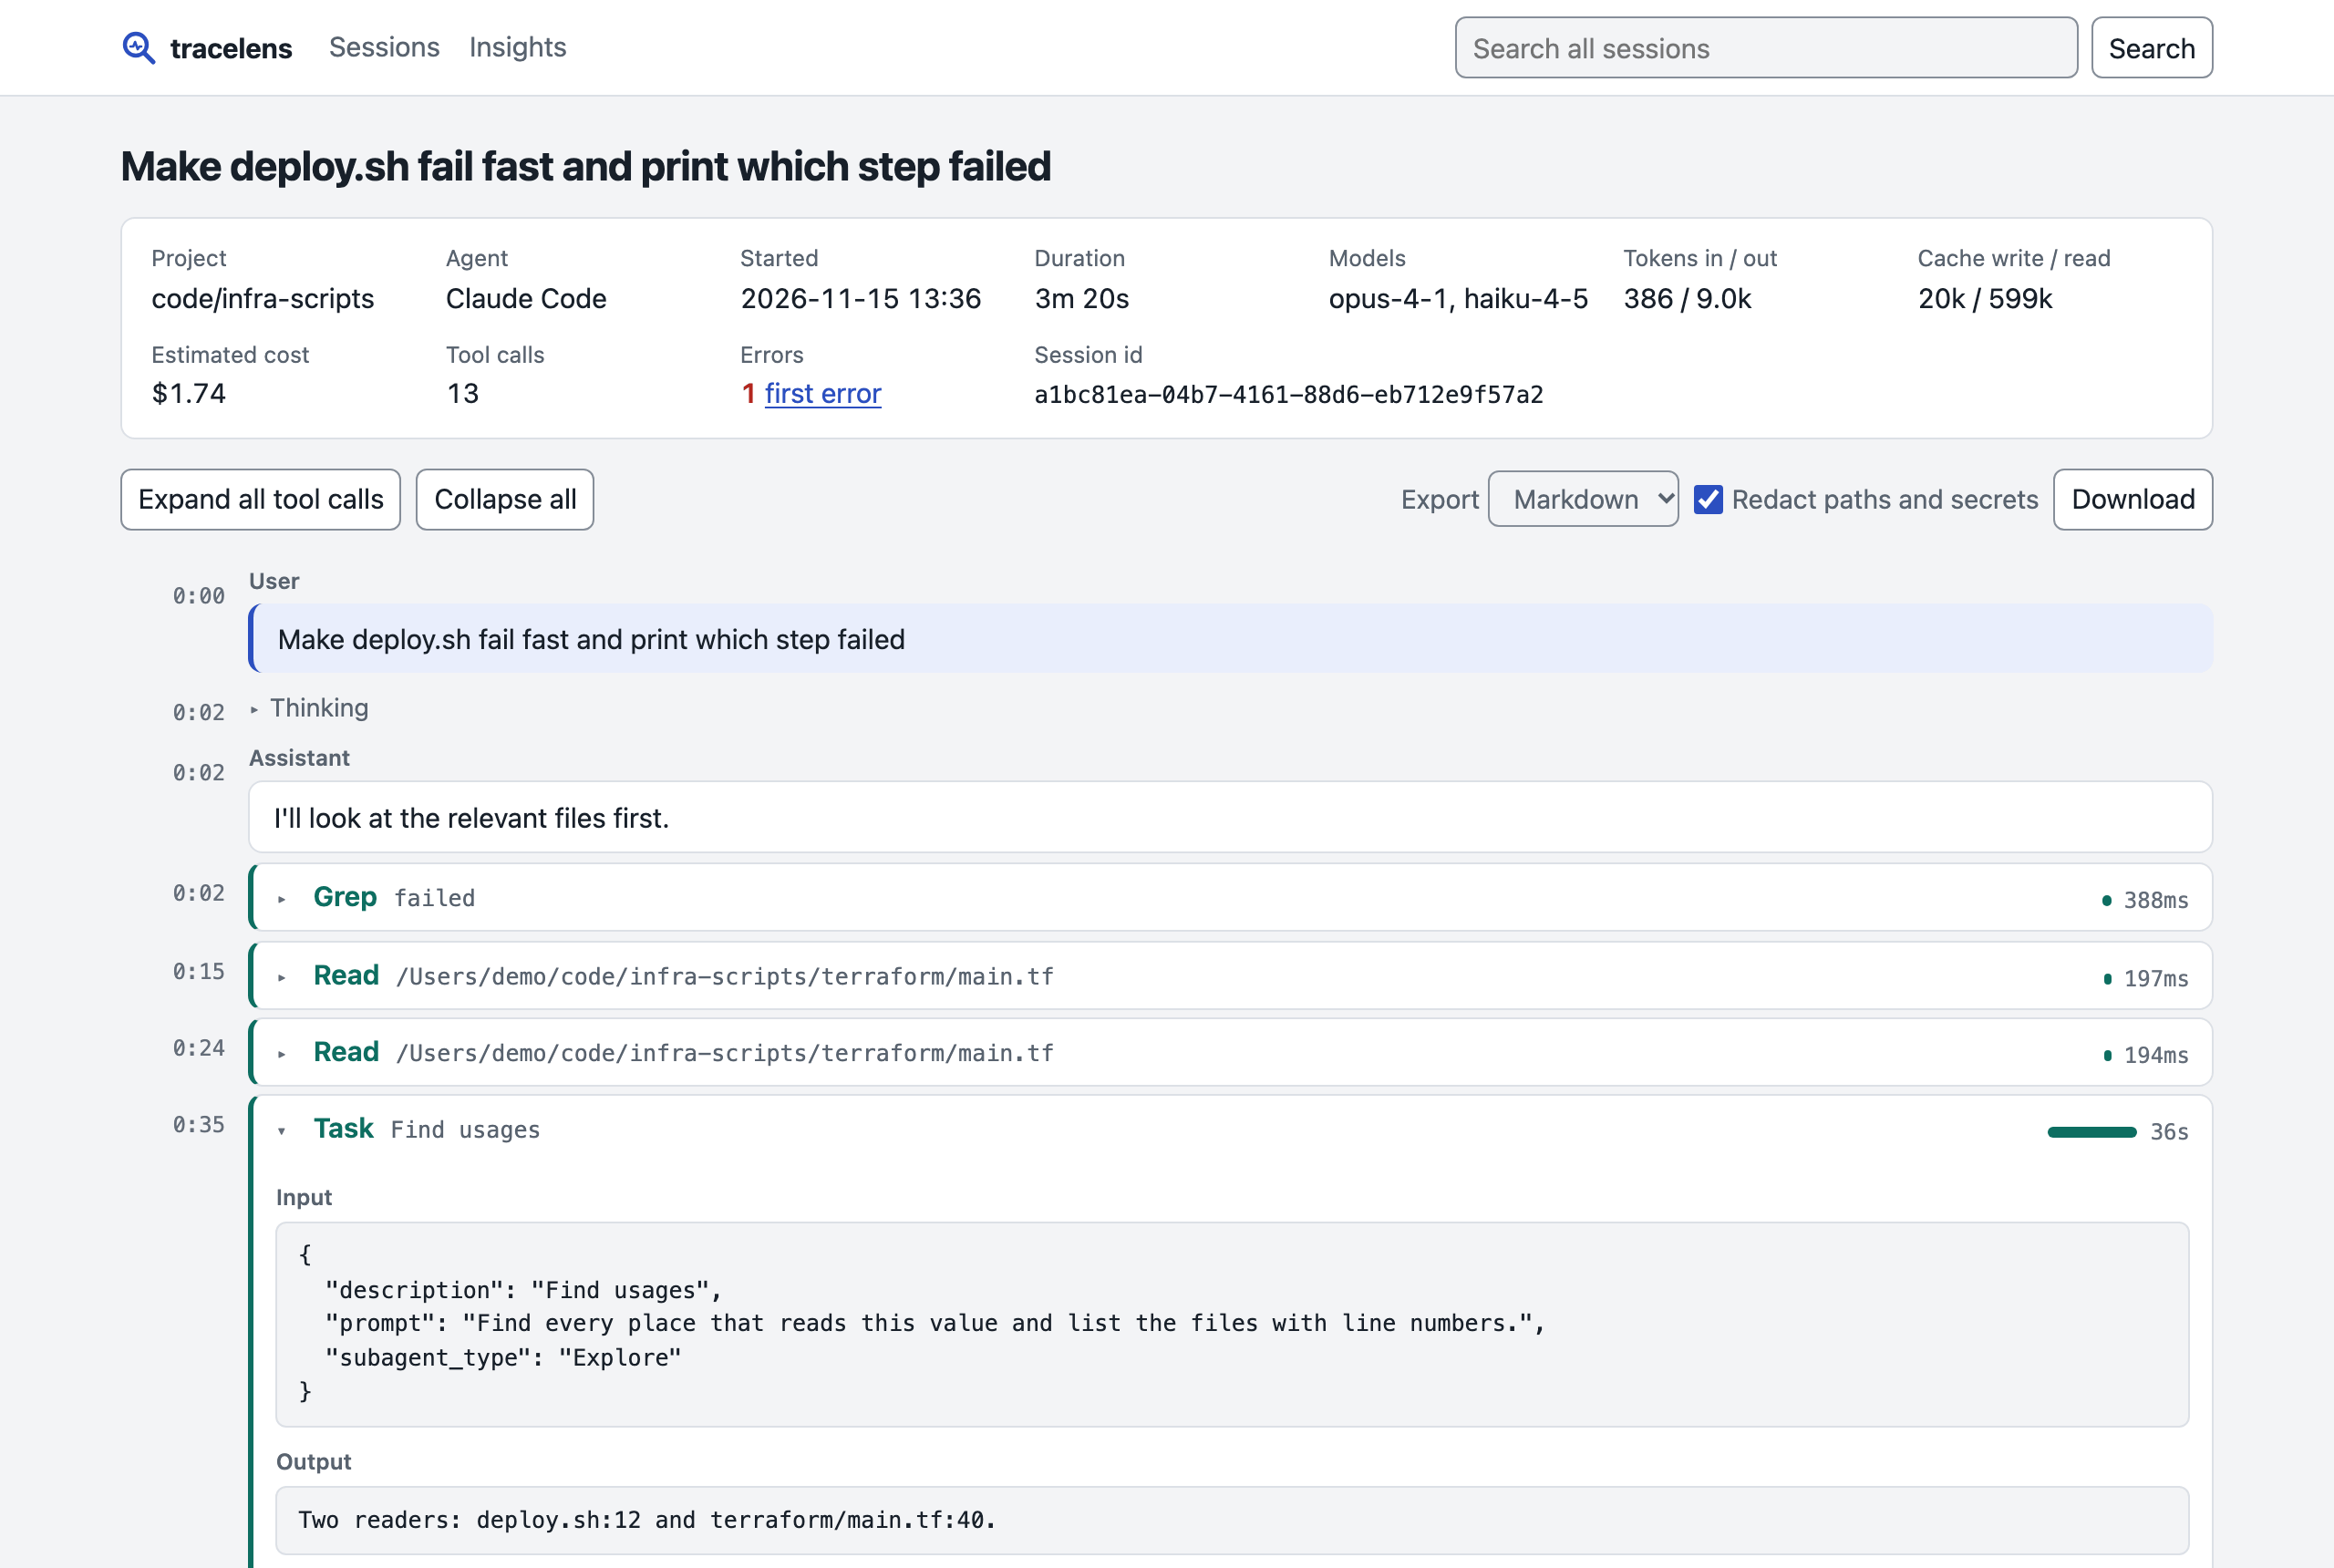 tracelens Sessions Insights Search all sessions Search
Make deploy.sh fail fast and print which step failed
Project Agent Started Duration Models Tokens in / out Cache write / read
code/infra-scripts Claude Code 2026-11-15 13:36 3m 20s opus-4-1, haiku-4-5 386 / 9.0k 20k / 599k
Estimated cost Tool calls Errors Session id
$1.74 13 1 first error a1bc81ea-04b7-4161-88d6-eb712e9f57a2
Expand all tool calls Collapse all Export Markdown Redact paths and secrets Download
User
0:00
Make deploy.sh fail fast and print which step failed
0:02 Thinking
Assistant
0:02
I'll look at the relevant files first.
0:02 Grep failed 388ms
0:15 Read /Users/demo/code/infra-scripts/terraform/main.tf 197ms
0:24 Read /Users/demo/code/infra-scripts/terraform/main.tf 194ms
0:35 Task Find usages 36s
Input
{
"description": "Find usages",
"prompt": "Find every place that reads this value and list the files with line numbers.",
"subagent_type": "Explore"
}
Output
Two readers: deploy.sh:12 and terraform/main.tf:40.